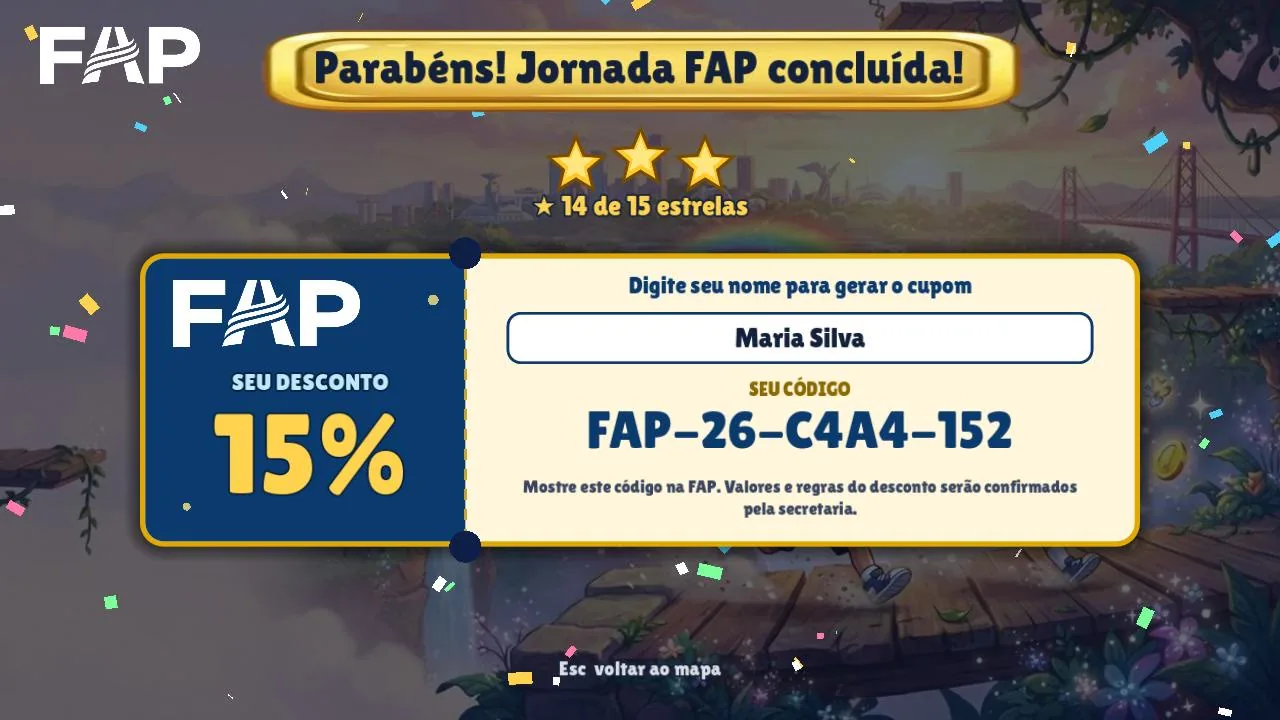 FAP
Parabéns! Jornada FAP concluída!
★ 14 de 15 estrelas
FAP
SEU DESCONTO
15%
Digite seu nome para gerar o cupom
Maria Silva
SEU CÓDIGO
FAP-26-C4A4-152
Mostre este código na FAP. Valores e regras do desconto serão confirmados
pela secretaria.
Esc voltar ao mapa